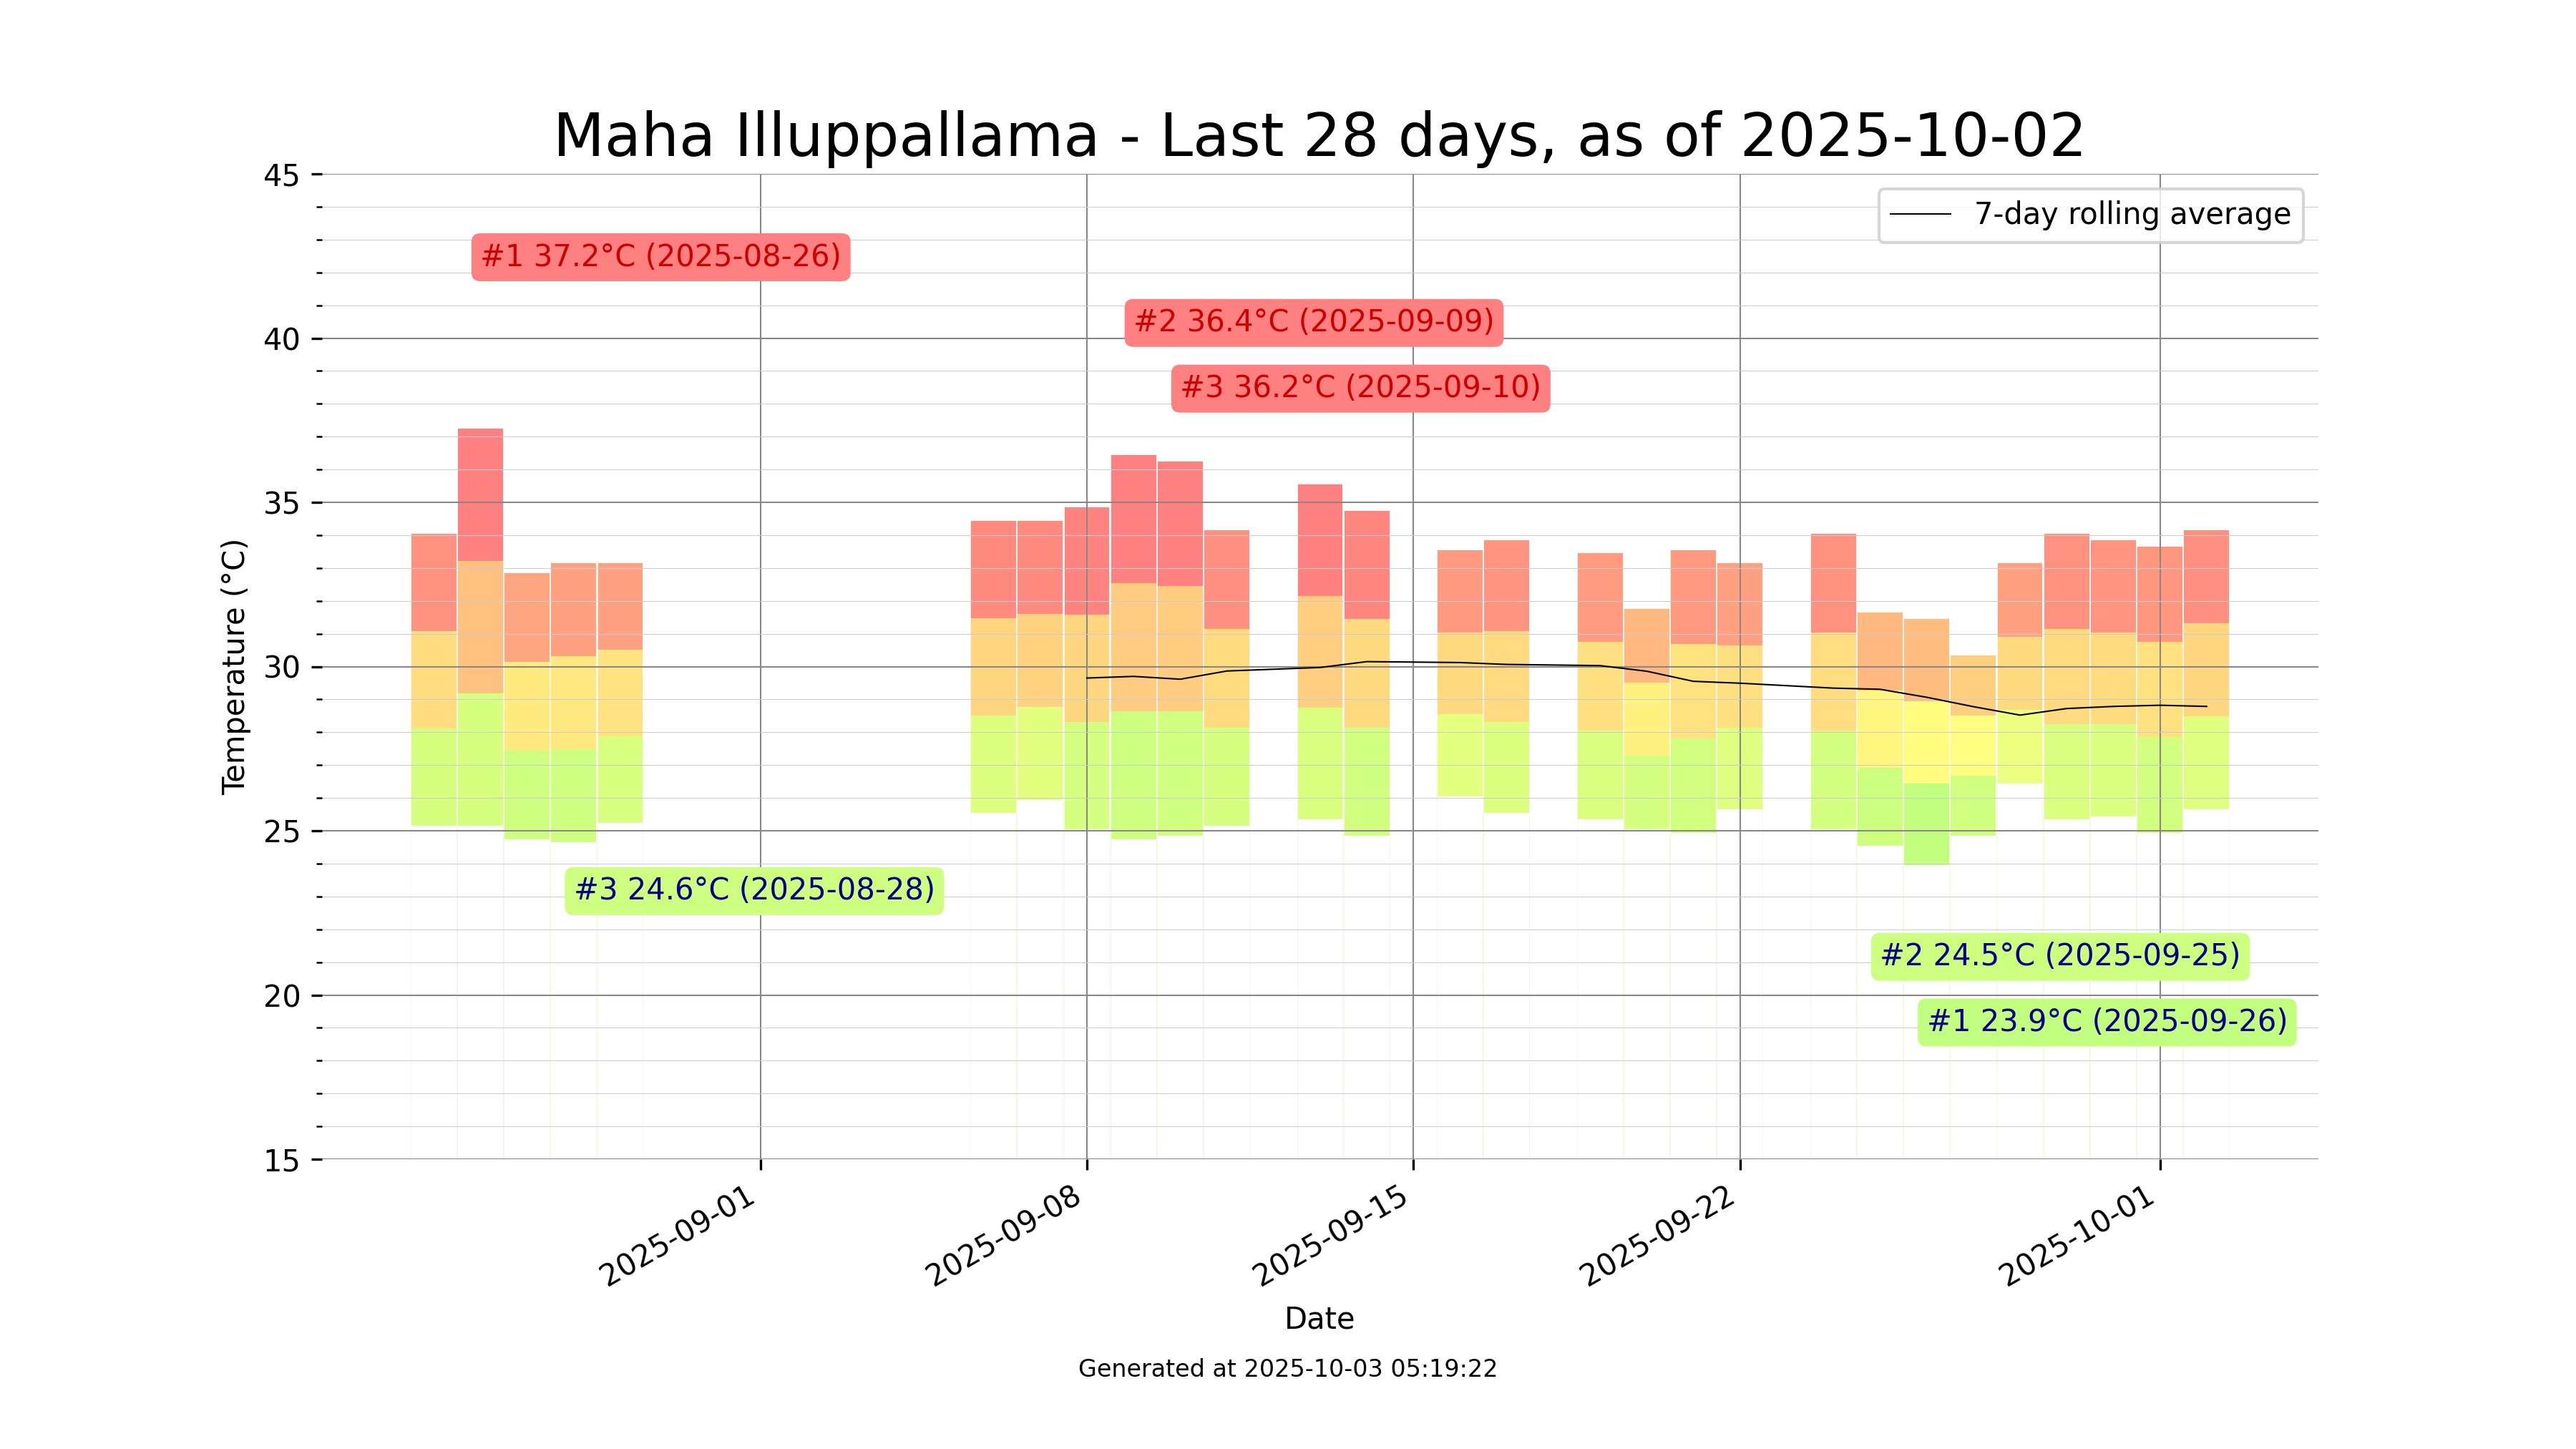 Maha Illuppallama - Last 28 days, as of 2025-10-02
7-day rolling average
#1 37.2°C (2025-08-26)
#2 36.4°C (2025-09-09)
#3 36.2°C (2025-09-10)
#3 24.6°C (2025-08-28)
#2 24.5°C (2025-09-25)
#1 23.9°C (2025-09-26)
Temperature (°C)
45
40
35
30
25
20
15
2025-09-01
2025-09-08
2025-09-15
2025-09-22
2025-10-01
Date
Generated at 2025-10-03 05:19:22